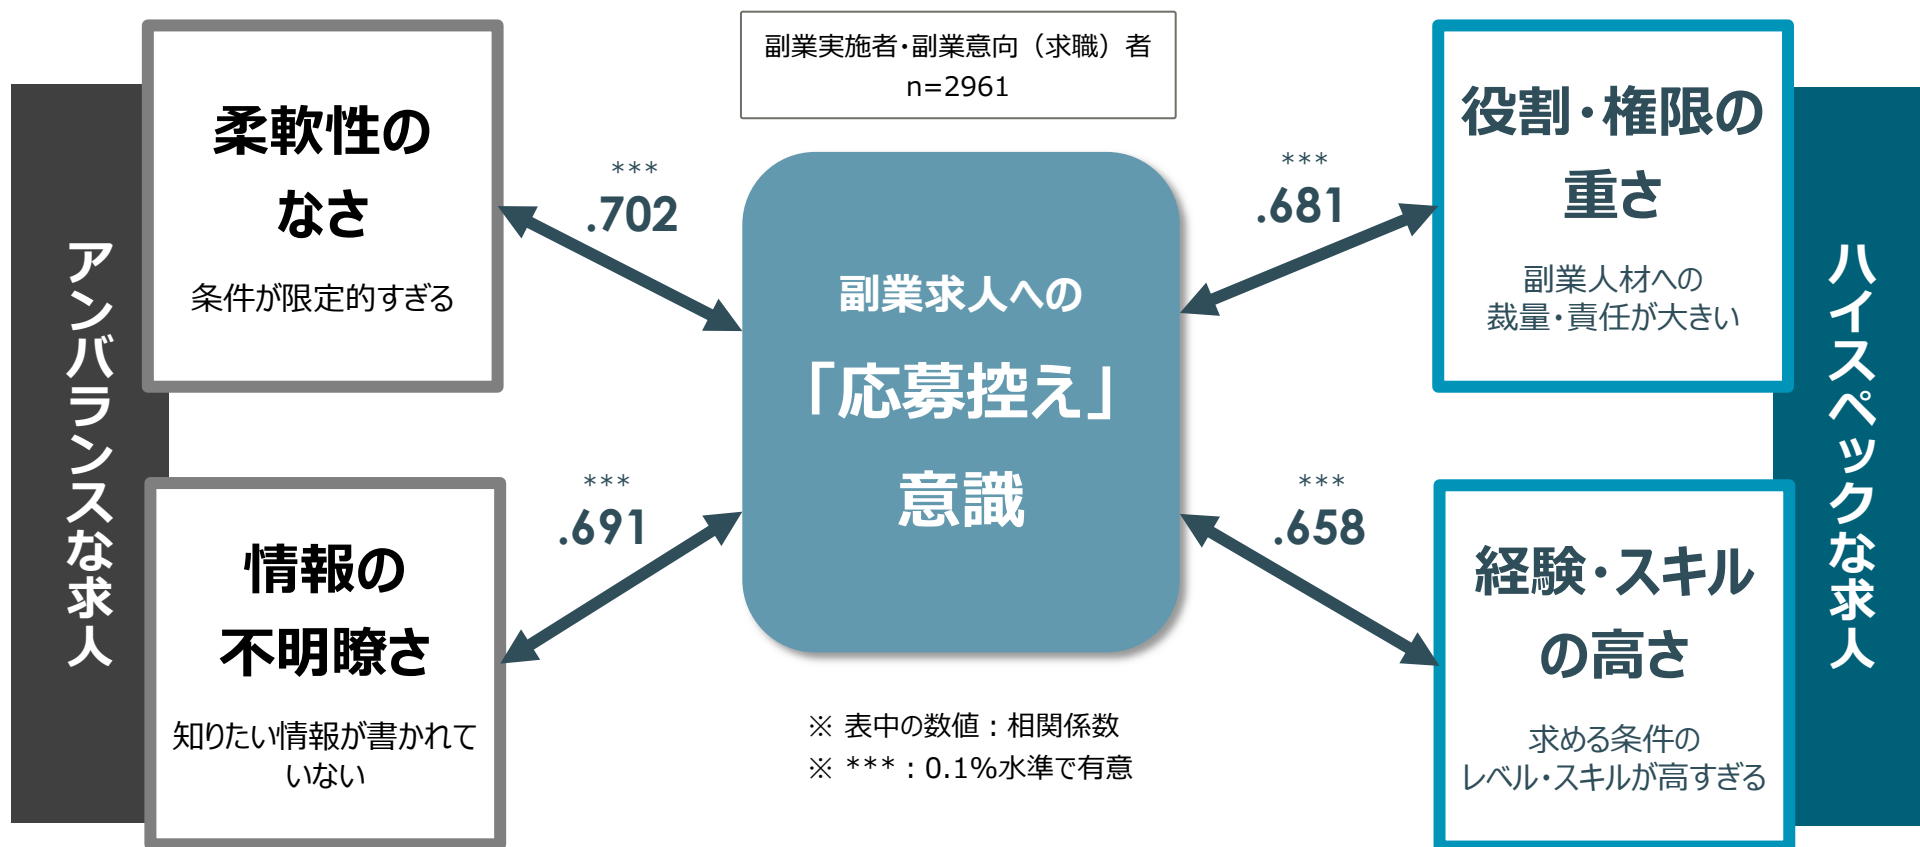 副業実施者・副業意向（求職）者
n=2961
アンバランスな求人
柔軟性の
なさ
条件が限定的すぎる
***
.702
情報の
不明瞭さ
知りたい情報が書かれて
いない
***
.691
副業求人への
「応募控え」
意識
***
.681
役割・権限の
重さ
副業人材への
裁量・責任が大きい
***
.658
経験・スキル
の高さ
求める条件の
レベル・スキルが高すぎる
ハイスペックな求人
※ 表中の数値：相関係数
※ ***：0.1%水準で有意